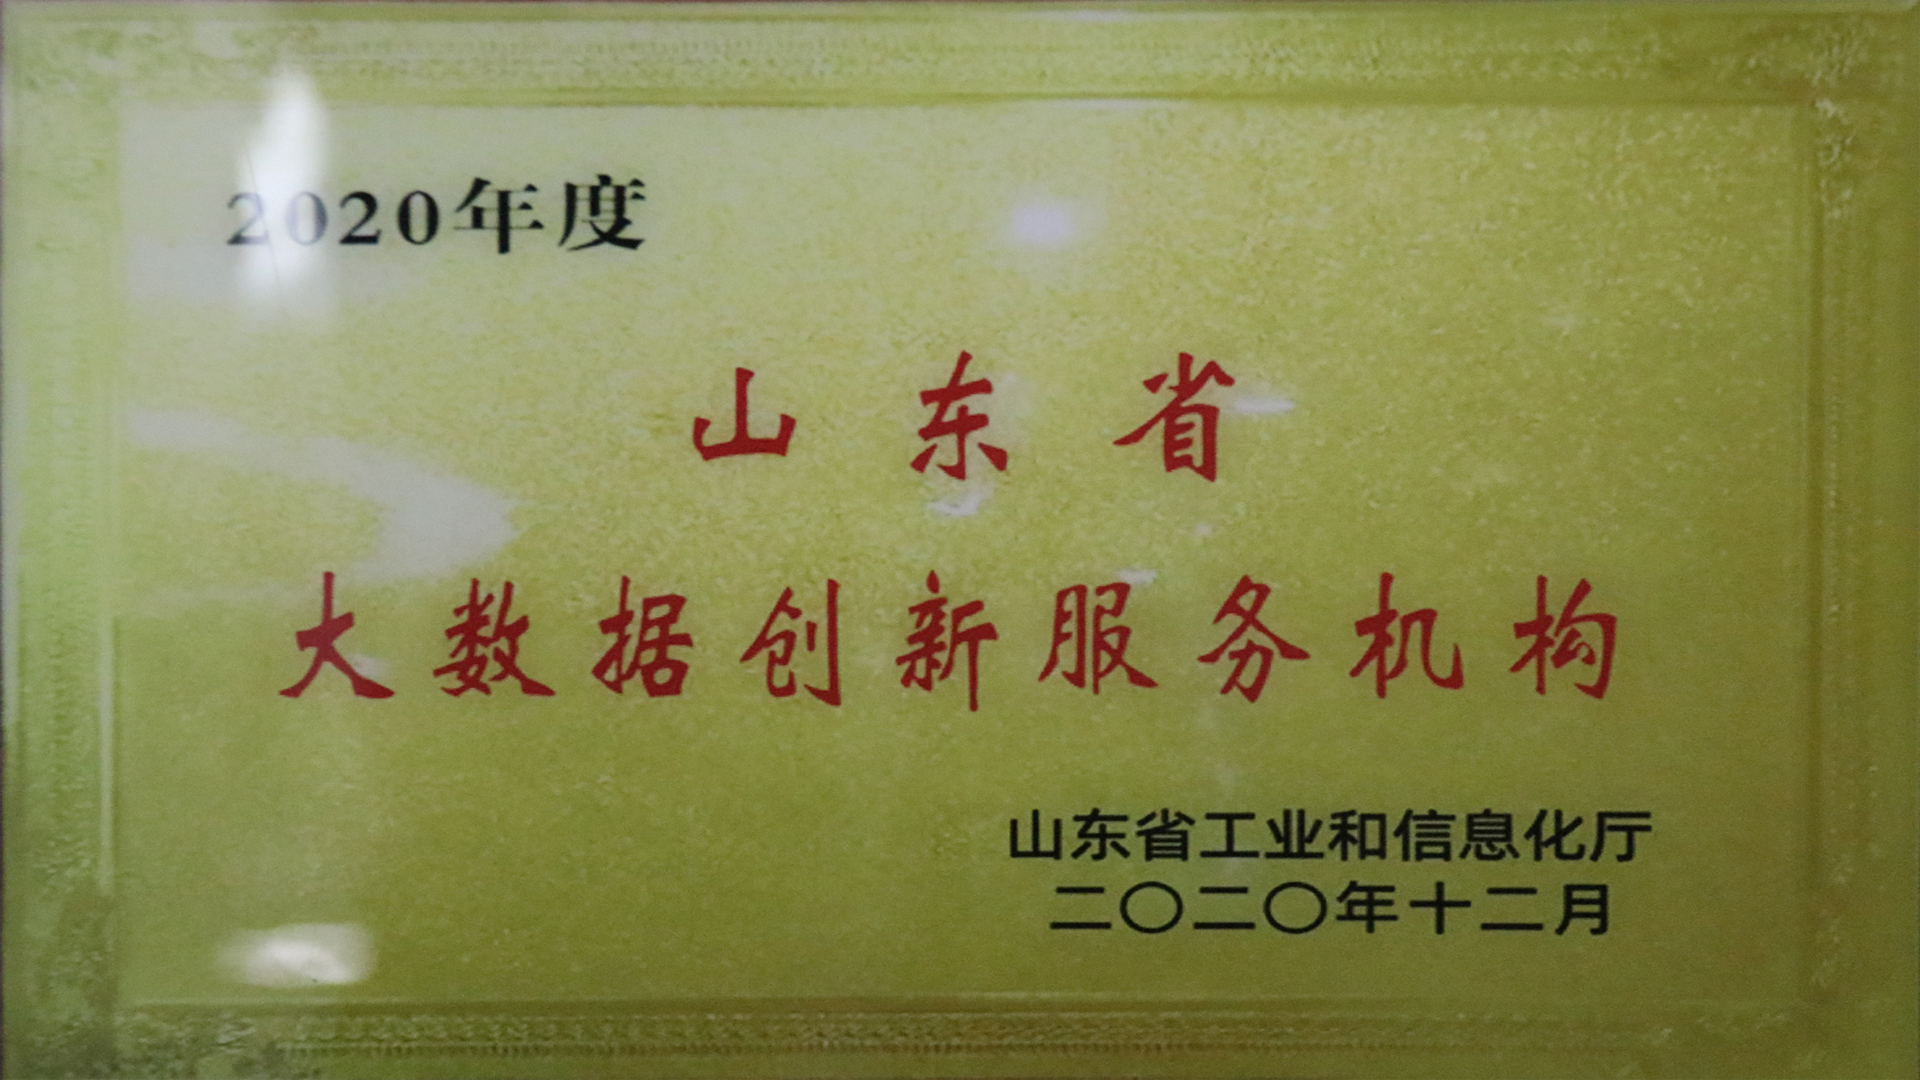 2020年度
山东省
大数据创新服务机构
山东省工业和信息化厅
二〇二〇年十二月